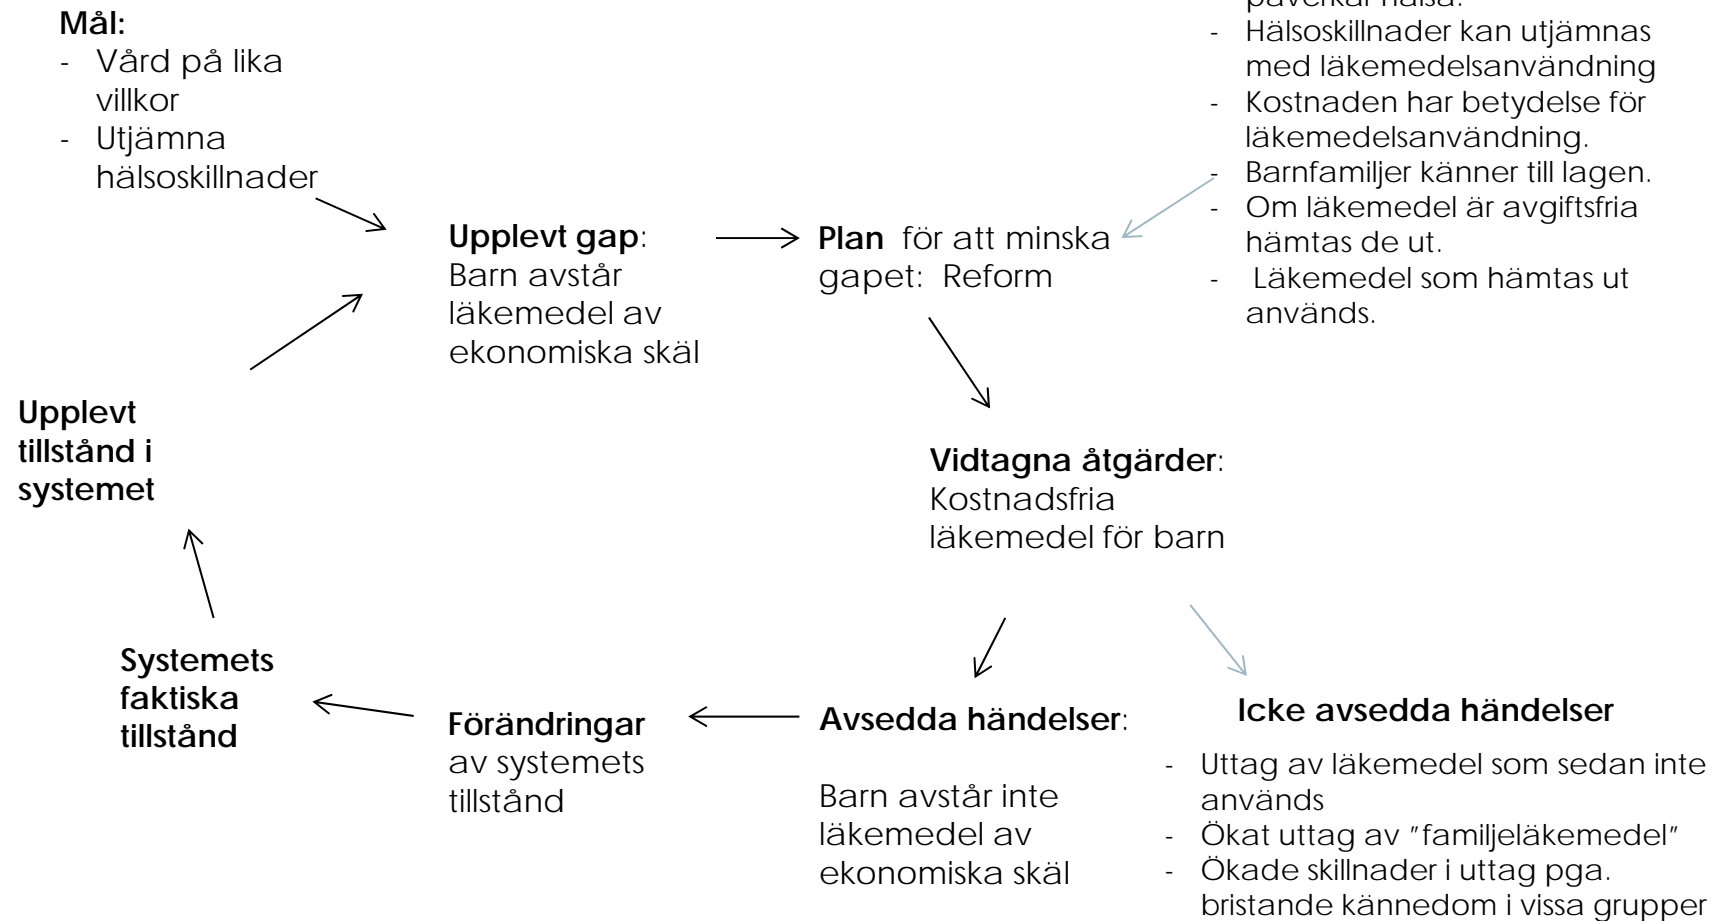 Mål:
- Vård på lika
villkor
- Utjämna
hälsoskillnader
påverkar hälsa.
- Hälsoskillnader kan utjämnas
med läkemedelsanvändning
- Kostnaden har betydelse för
läkemedelsanvändning.
- Barnfamiljer känner till lagen.
- Om läkemedel är avgiftsfria
hämtas de ut.
- Läkemedel som hämtas ut
används.
Upplevt gap:
Barn avstår
läkemedel av
ekonomiska skäl
Plan för att minska
gapet: Reform
Upplevt
tillstånd i
systemet
Vidtagna åtgärder:
Kostnadsfria
läkemedel för barn
Systemets
faktiska
tillstånd
Förändringar
av systemets
tillstånd
Avsedda händelser:
Barn avstår inte
läkemedel av
ekonomiska skäl
Icke avsedda händelser
- Uttag av läkemedel som sedan inte
används
- Ökat uttag av "familjeläkemedel"
- Ökade skillnader i uttag pga.
bristande kännedom i vissa grupper